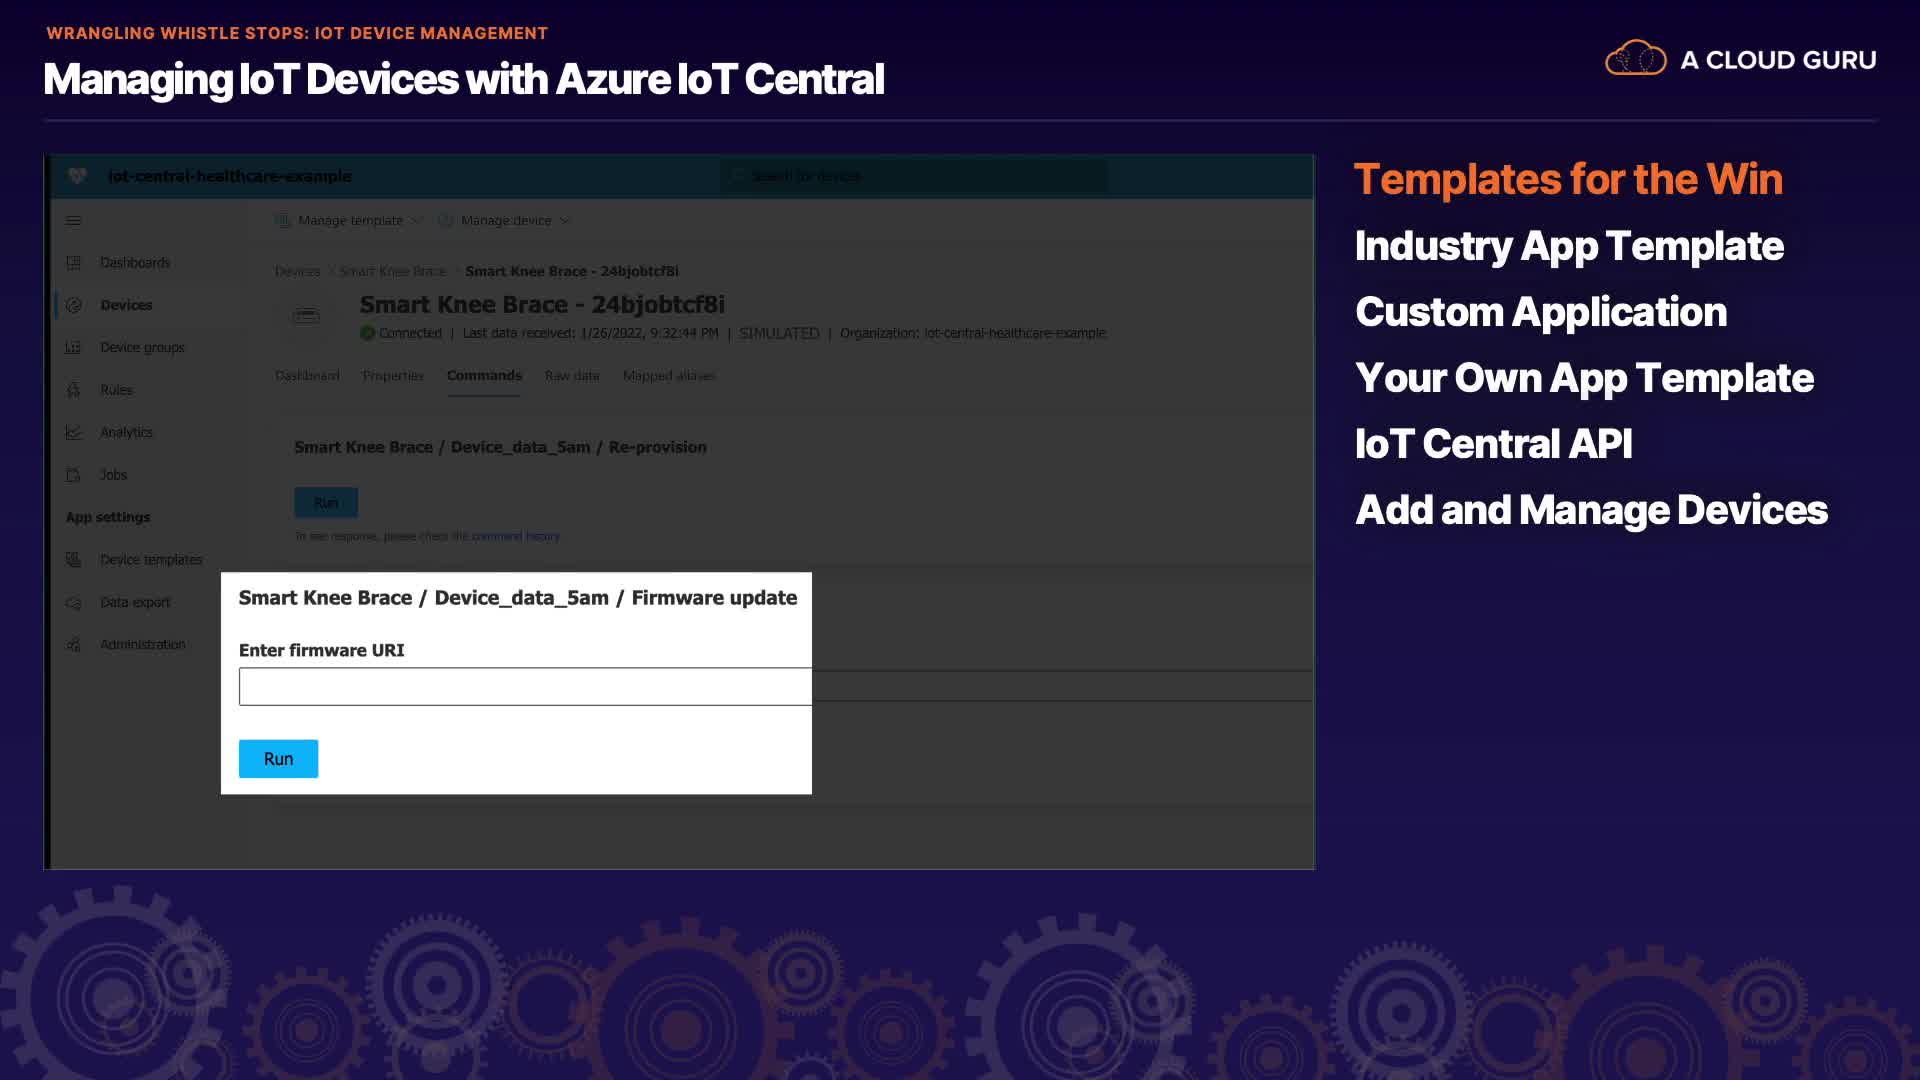 WRANGLING WHISTLE STOPS: IOT DEVICE MANAGEMENT
Managing IoT Devices with Azure IoT Central
A CLOUD GURU
iot-central-healthcare-example
Search for devices
Manage template
Manage device
Dashboards
Devices
Device groups
Rules
Analytics
Jobs
App settings
Device templates
Data export
Administration
Devices > Smart Knee Brace > Smart Knee Brace - 24bjobtcf8i
Smart Knee Brace - 24bjobtcf8i
Connected | Last data received: 1/26/2022, 9:32:44 PM | SIMULATED | Organization: iot-central-healthcare-example
Dashboard Properties Commands Raw data Mapped aliases
Smart Knee Brace / Device_data_5am / Re-provision
Run
To see response, please check the command history.
Smart Knee Brace / Device_data_5am / Firmware update
Enter firmware URI
Run
Templates for the Win
Industry App Template
Custom Application
Your Own App Template
IoT Central API
Add and Manage Devices